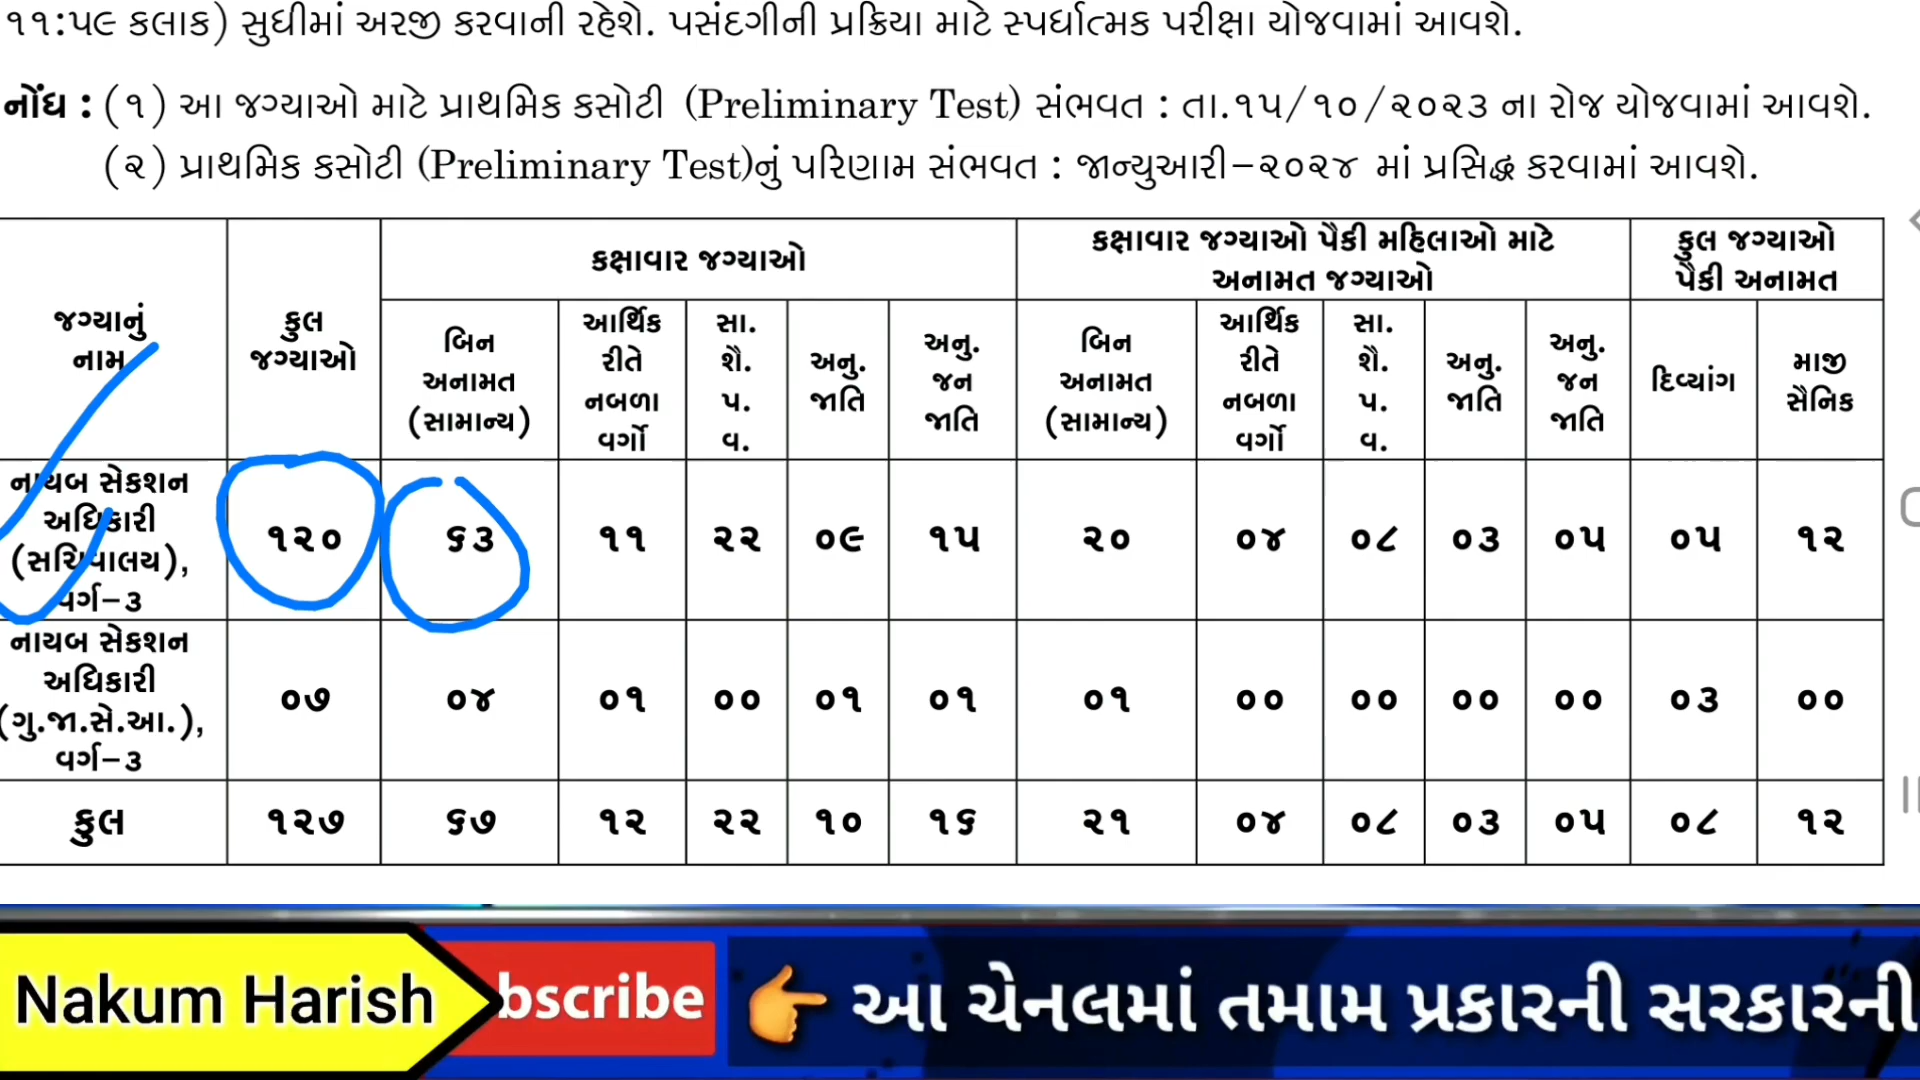 ૧૧:૫૯ કલાક) સુધીમાં અરજી કરવાની રહેશે. પસંદગીની પ્રક્રિયા માટે સ્પર્ધાત્મક પરીક્ષા યોજવામાં આવશે.
નોંધ : (૧) આ જગ્યાઓ માટે પ્રાથમિક કસોટી (Preliminary Test) સંભવત : તા.૧૫/૧૦/૨૦૨૩ ના રોજ યોજવામાં આવશે.
(૨) પ્રાથમિક કસોટી (Preliminary Test)નું પરિણામ સંભવત : જાન્યુઆરી–૨૦૨૪ માં પ્રસિદ્ધ કરવામાં આવશે.
જગ્યાનું
નામ
કુલ
જગ્યાઓ
કક્ષાવાર જગ્યાઓ
કક્ષાવાર જગ્યાઓ પૈકી મહિલાઓ માટે
અનામત જગ્યાઓ
કુલ જગ્યાઓ
પૈકી અનામત
બિન
અનામત
(સામાન્ય)
આર્થિક
રીતે
નબળા
વર્ગો
સા.
શૈ.
પ.
વ.
અનુ.
જાતિ
અનુ.
જન
જાતિ
બિન
અનામત
(સામાન્ય)
આર્થિક
રીતે
નબળા
વર્ગો
સા.
શૈ.
પ.
વ.
અનુ.
જાતિ
અનુ.
જન
જાતિ
દિવ્યાંગ
માજી
સૈનિક
નાયબ સેકશન
અધિકારી
(સચિવાલય),
વર્ગ–૩
૧૨૦ ૬૩ ૧૧ ૨૨ ૦૯ ૧૫ ૨૦ ૦૪ ૦૮ ૦૩ ૦૫ ૦૫ ૧૨
નાયબ સેકશન
અધિકારી
(ગુ.જા.સે.આ.),
વર્ગ–૩
૦૭ ૦૪ ૦૧ ૦૦ ૦૧ ૦૧ ૦૧ ૦૦ ૦૦ ૦૦ ૦૦ ૦૩ ૦૦
કુલ ૧૨૭ ૬૭ ૧૨ ૨૨ ૧૦ ૧૬ ૨૧ ૦૪ ૦૮ ૦૩ ૦૫ ૦૮ ૧૨
Nakum Harish bscribe 👉 આ ચેનલમાં તમામ પ્રકારની સરકારની